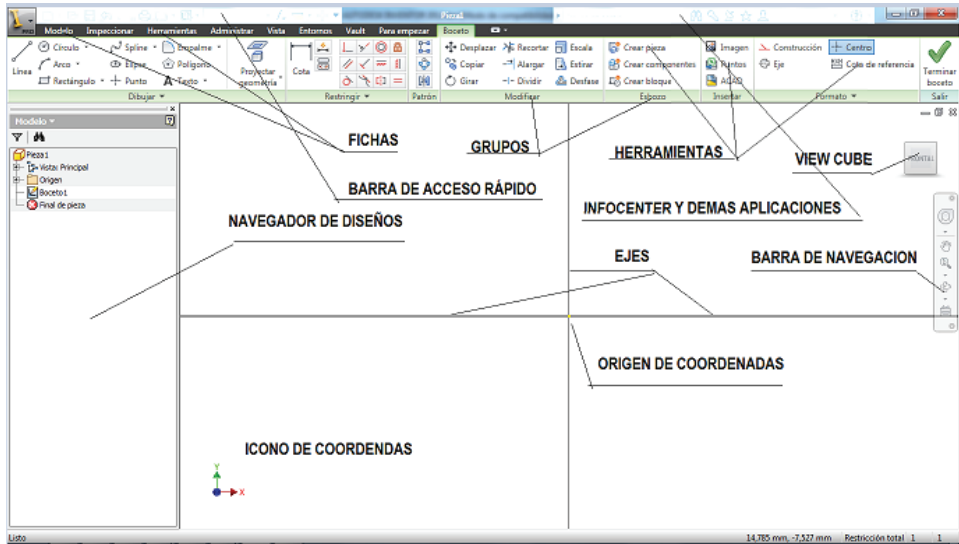 Pieza1
PRO Modelo Inspeccionar Herramientas Administrar Vista Entornos Vault Para empezar Boceto
Círculo Spline Empalme Desplazar Recortar Escala Crear pieza Imagen Construcción Centro
Línea Arco Elipse Polígono Proyectar geometría Cota Copiar Alargar Estirar Crear componentes Puntos Eje Cota de referencia Terminar boceto
Rectángulo Punto Texto Girar Dividir Desfase Crear bloque ACAD
Dibujar Restringir Patrón Modificar Esbozo Insertar Formato Salir
Modelo
Pieza1
Vistas: Principal
Origen
Boceto1
Final de pieza
FICHAS
GRUPOS
HERRAMIENTAS
VIEW CUBE
FRONTAL
BARRA DE ACCESO RÁPIDO
INFOCENTER Y DEMAS APLICACIONES
NAVEGADOR DE DISEÑOS
EJES
BARRA DE NAVEGACION
ORIGEN DE COORDENADAS
ICONO DE COORDENDAS
Y
X
Listo
14,785 mm, -7,527 mm Restricción total 1 1